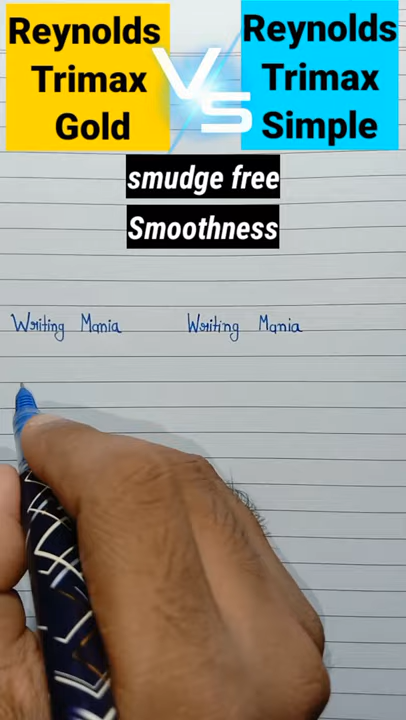 Reynolds Trimax Gold
VS
Reynolds Trimax Simple
smudge free
Smoothness
Writing Mania Writing Mania